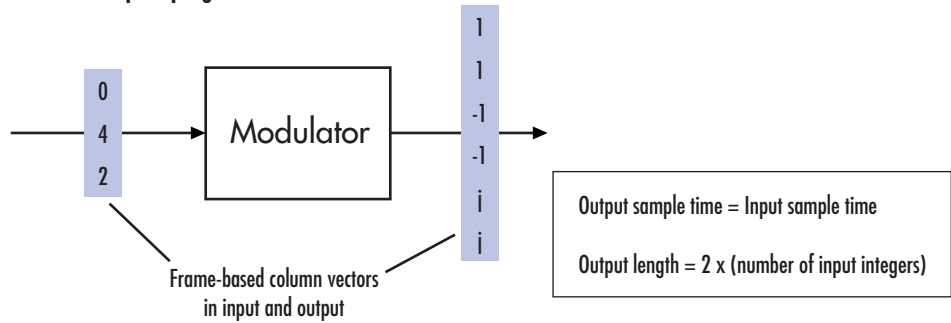 0
4
2
Modulator
1
1
-1
-1
i
i
Frame-based column vectors
in input and output
Output sample time = Input sample time
Output length = 2 x (number of input integers)